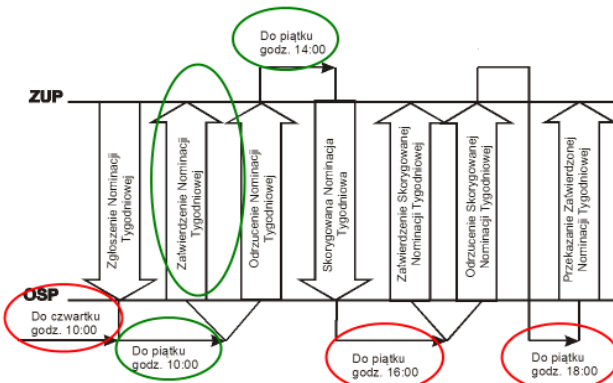 Do piątku
godz. 14:00
ZUP
Zgłoszenie Nominacji
Tygodniowej
Zatwierdzenie Nominacji
Tygodniowej
Odrzucenie Nominacji
Tygodniowej
Skorygowana Nominacja
Tygodniowa
Zatwierdzenie Skorygowanej
Nominacji Tygodniowej
Odrzucenie Skorygowanej
Nominacji Tygodniowej
Przekazanie Zatwierdzonej
Nominacji Tygodniowej
OSP
Do czwartku
godz. 10:00
Do piątku
godz. 10:00
Do piątku
godz. 16:00
Do piątku
godz. 18:00